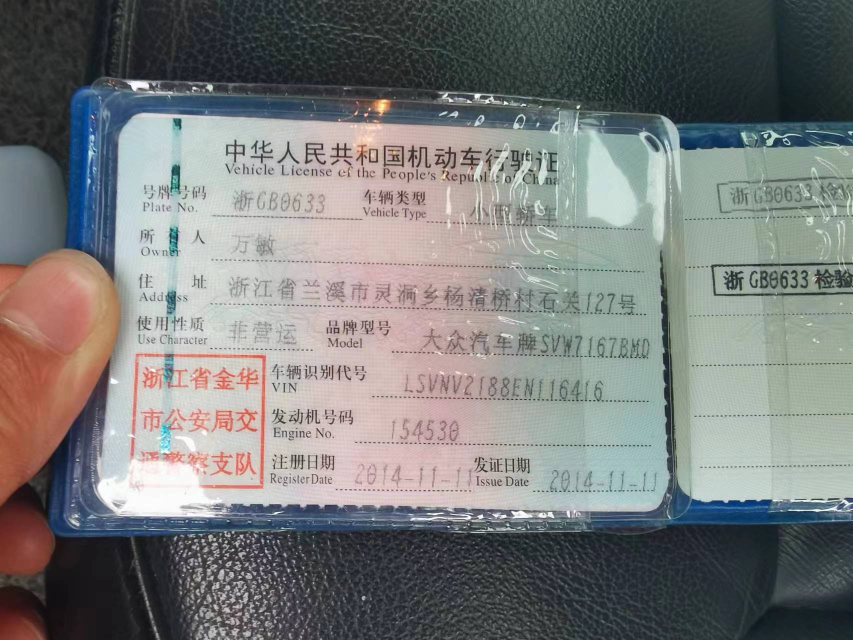 中华人民共和国机动车行驶证
Vehicle License of the People's Republic of China
号牌号码 Plate No. 浙GB0633 车辆类型 Vehicle Type 小型轿车
所有人 Owner 万敏
住址 Address 浙江省兰溪市灵洞乡杨清桥村石关127号
使用性质 Use Character 非营运 品牌型号 Model 大众汽车牌SVW7167BMD
车辆识别代号 VIN LSVNV2188EN116416
发动机号码 Engine No. 154530
注册日期 Register Date 2014-11-11 发证日期 Issue Date 2014-11-11
浙江省金华
市公安局交
通警察支队
浙GB0633 检验
浙GB0633 检验